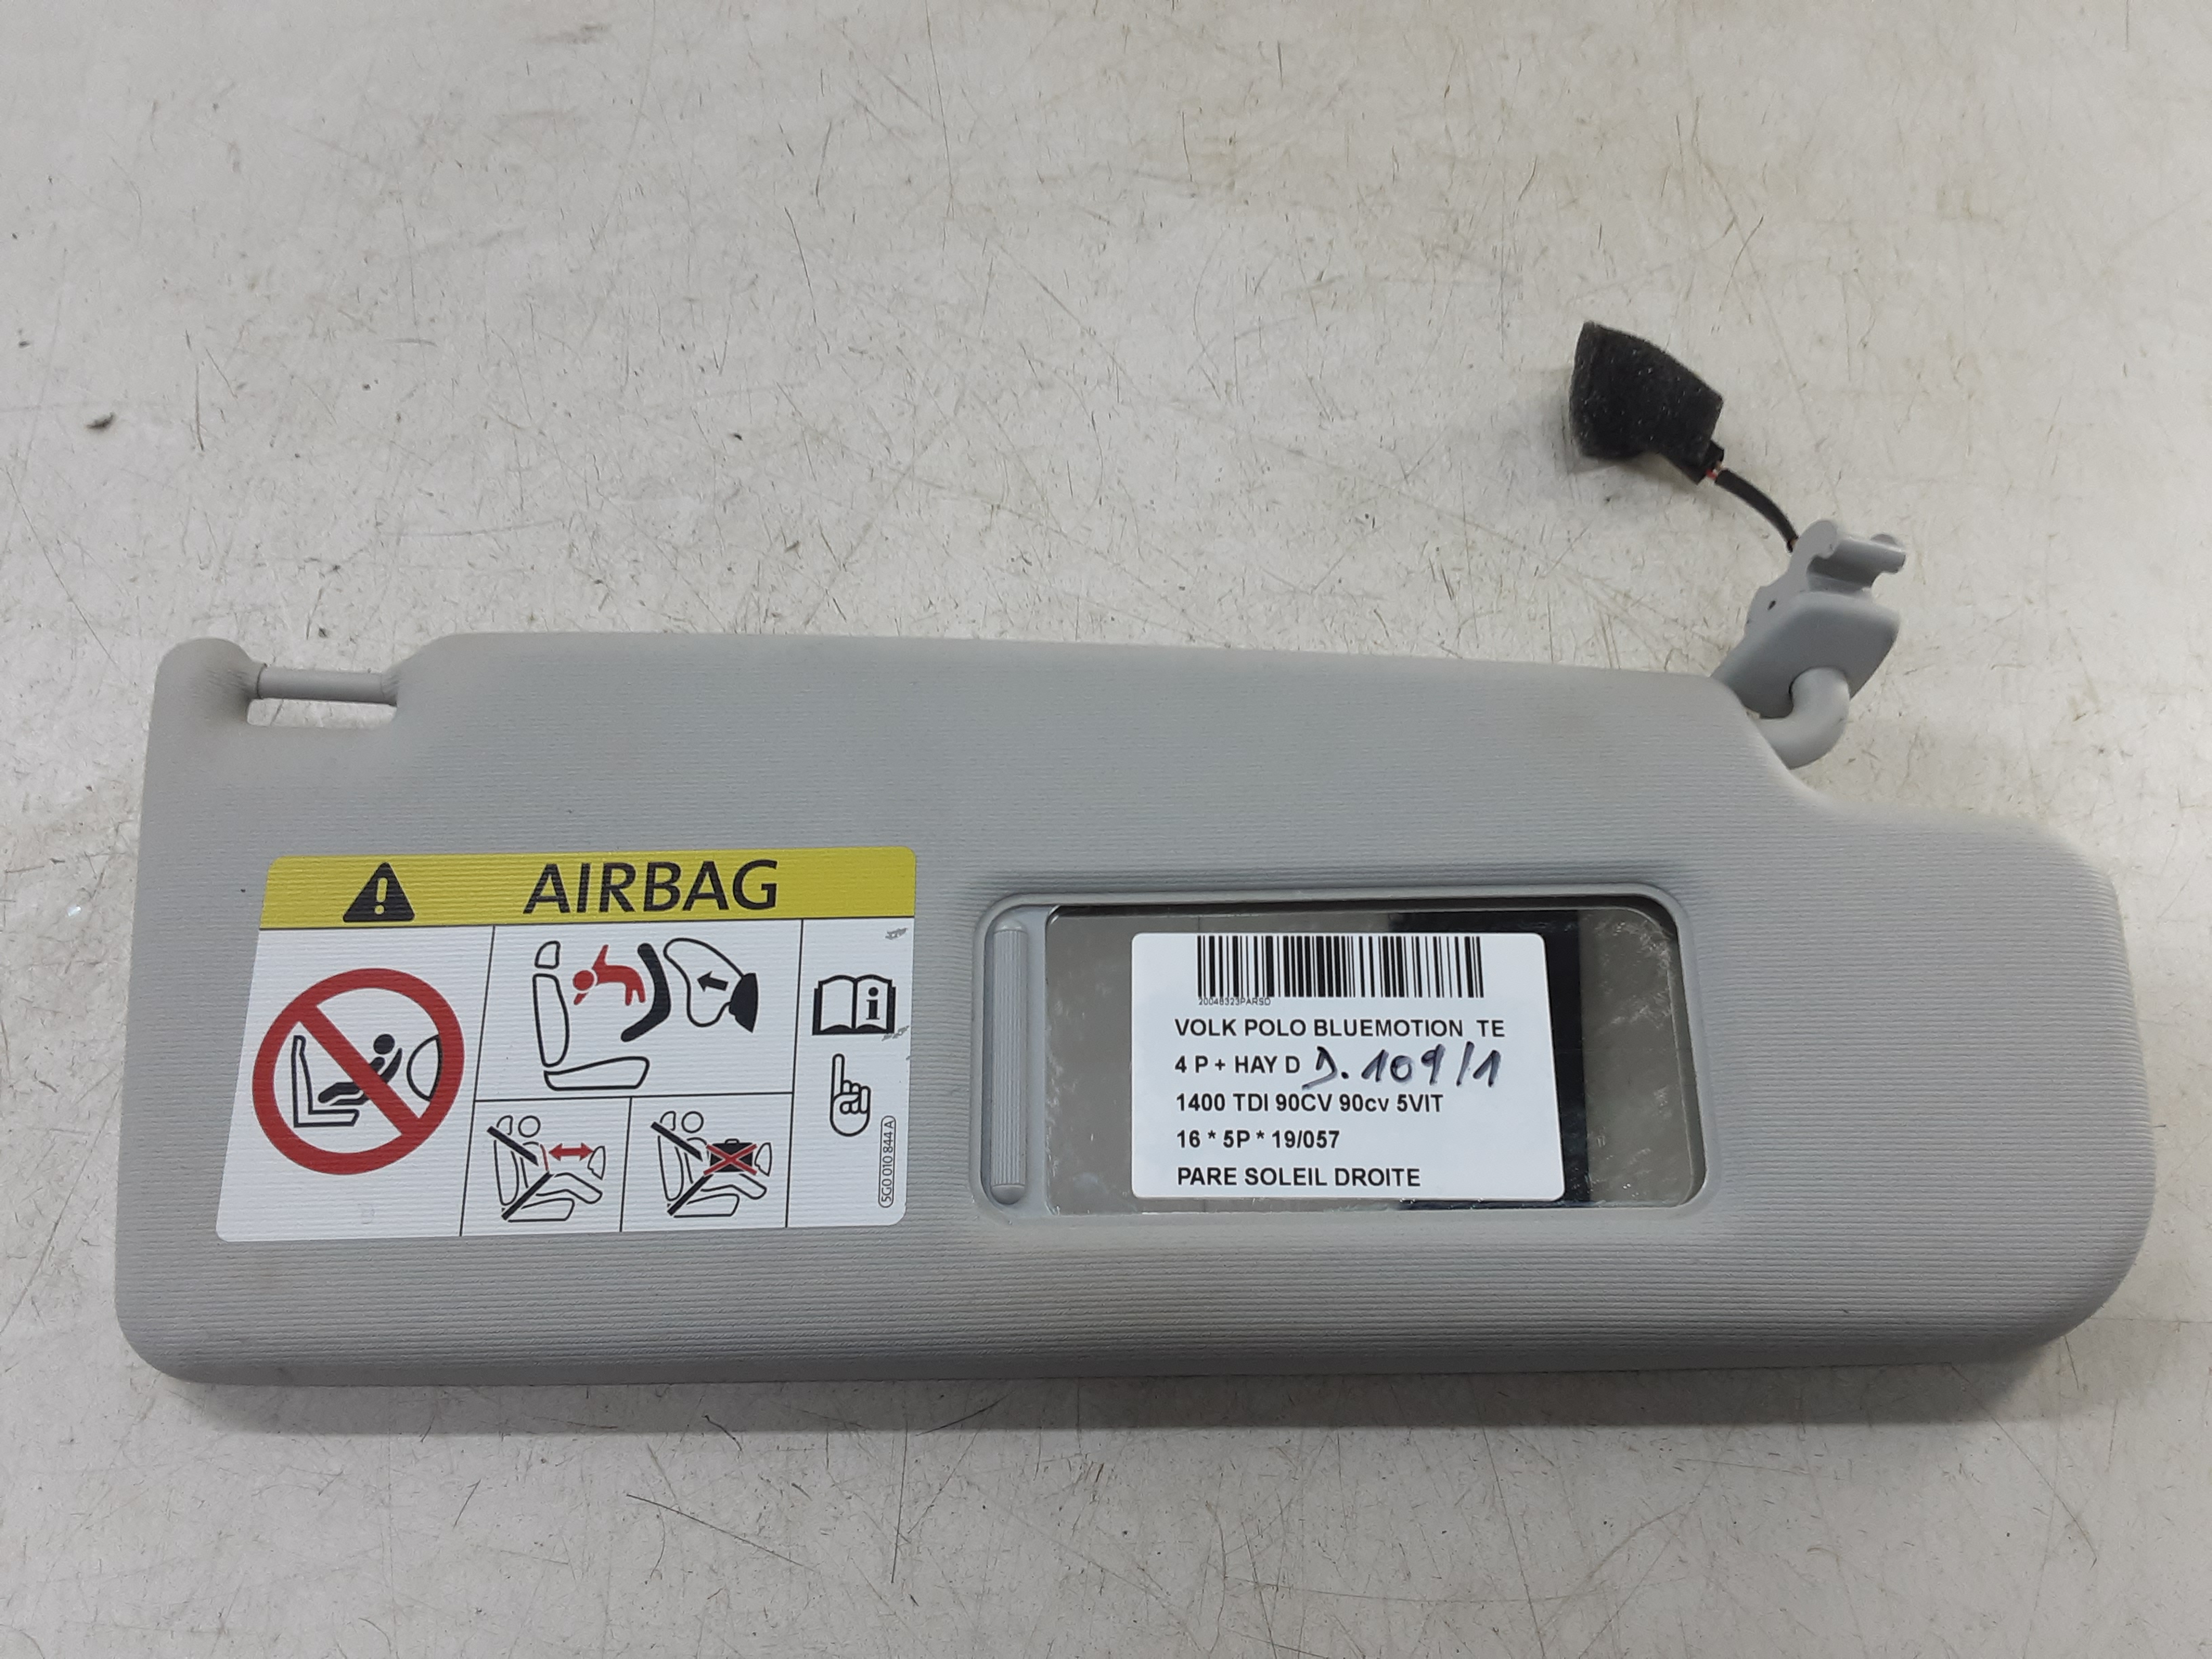 AIRBAG
5G0 010 844 A
20048323PARSD
VOLK POLO BLUEMOTION TE
4 P + HAY D D.109/1
1400 TDI 90CV 90cv 5VIT
16 * 5P * 19/057
PARE SOLEIL DROITE